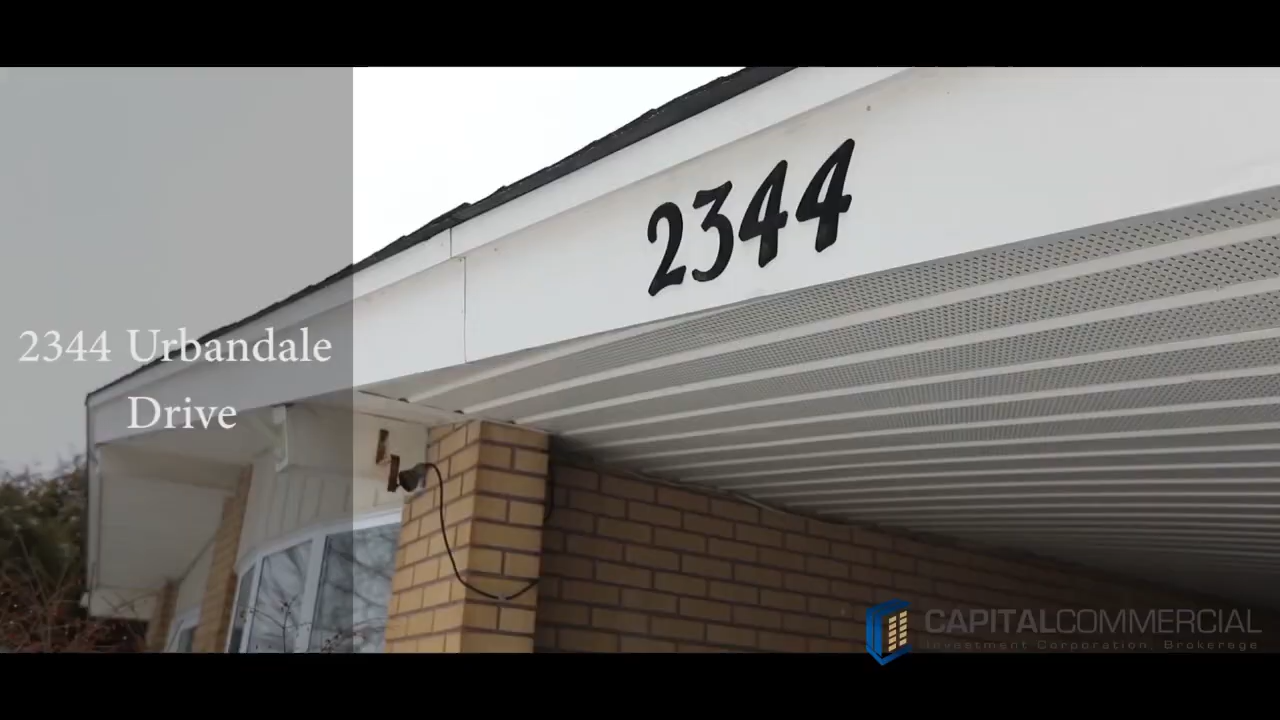 2344
2344 Urbandale
Drive
CAPITALCOMMERCIAL
Investment Corporation, Brokerage